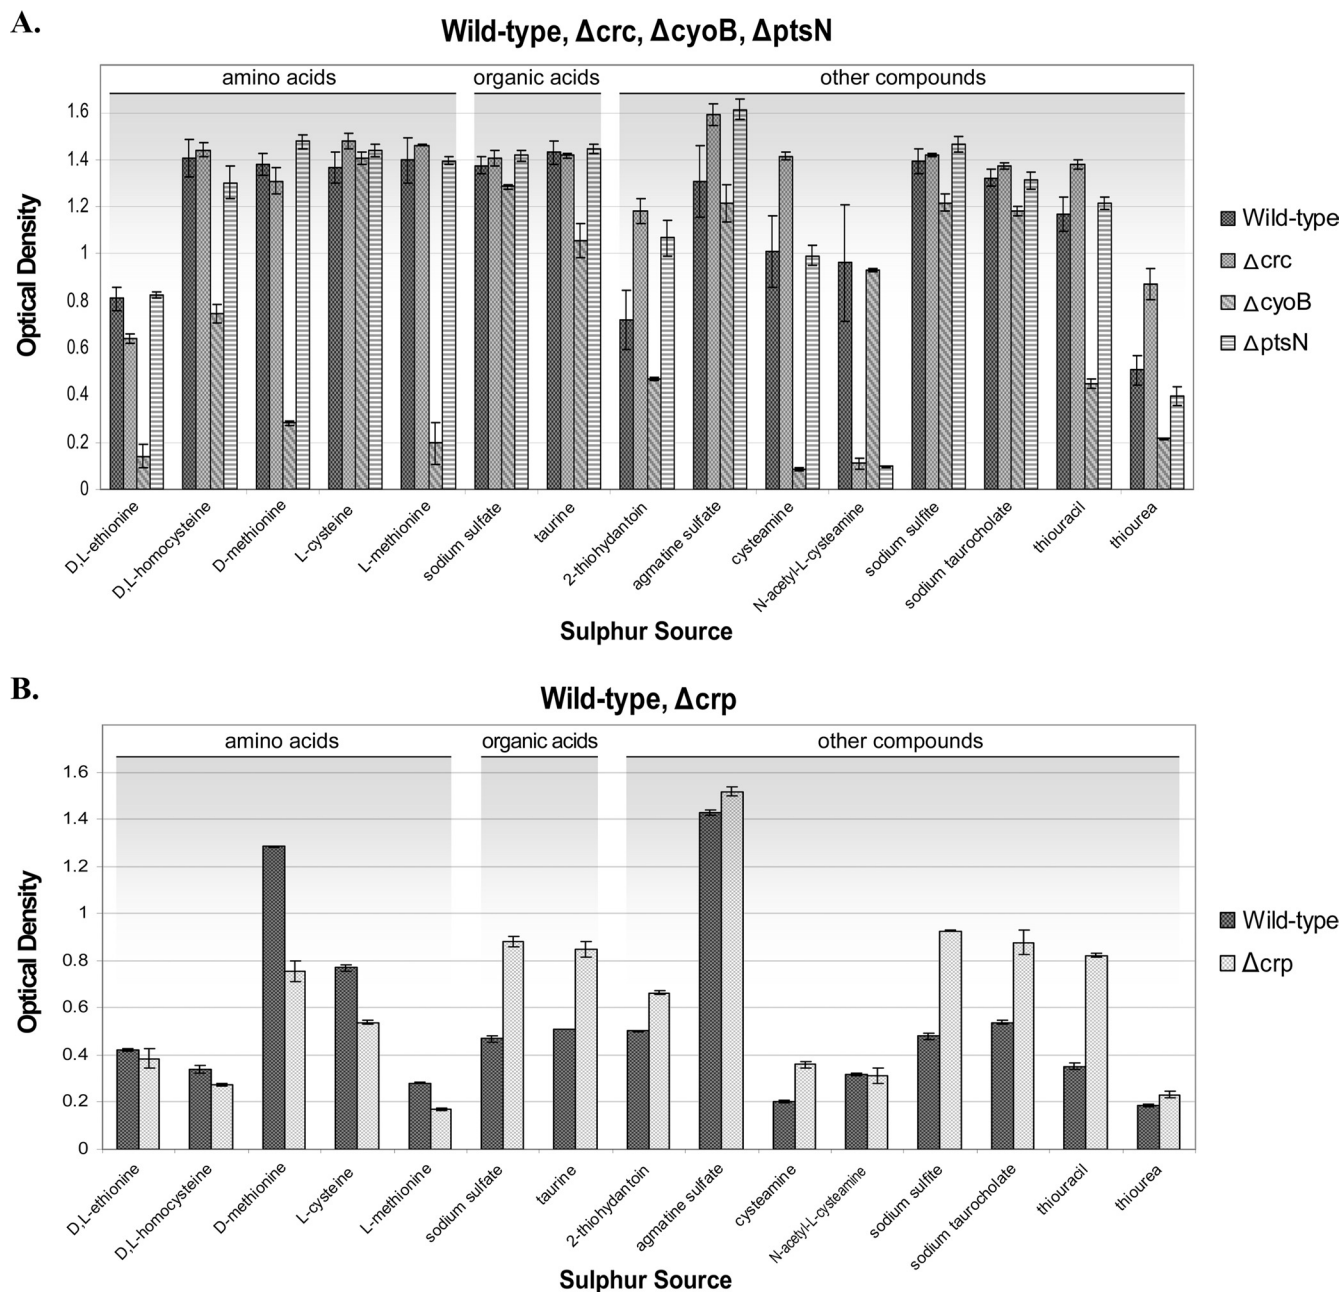 A.
Wild-type, Δcrc, ΔcyoB, ΔptsN
amino acids organic acids other compounds
1.6
1.4
1.2
1
0.8
0.6
0.4
0.2
0
Optical Density
Wild-type
Δcrc
ΔcyoB
ΔptsN
D,L-ethionine
D,L-homocysteine
D-methionine
L-cysteine
L-methionine
sodium sulfate
taurine
2-thiohydantoin
agmatine sulfate
cysteamine
N-acetyl-L-cysteamine
sodium sulfite
sodium taurocholate
thiouracil
thiourea
Sulphur Source
B.
Wild-type, Δcrp
amino acids organic acids other compounds
1.6
1.4
1.2
1
0.8
0.6
0.4
0.2
0
Optical Density
Wild-type
Δcrp
D,L-ethionine
D,L-homocysteine
D-methionine
L-cysteine
L-methionine
sodium sulfate
taurine
2-thiohydantoin
agmatine sulfate
cysteamine
N-acetyl-L-cysteamine
sodium sulfite
sodium taurocholate
thiouracil
thiourea
Sulphur Source